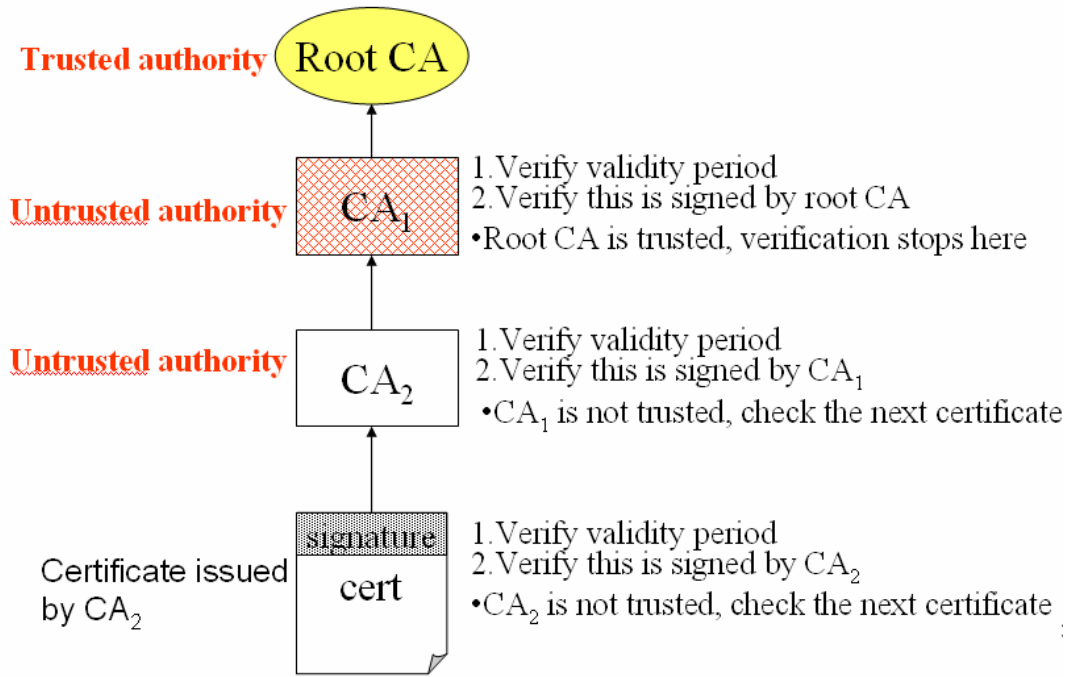 Trusted authority
Root CA
Untrusted authority
CA₁
1.Verify validity period
2.Verify this is signed by root CA
•Root CA is trusted, verification stops here
Untrusted authority
CA₂
1.Verify validity period
2.Verify this is signed by CA₁
•CA₁ is not trusted, check the next certificate
Certificate issued
by CA₂
signature
cert
1.Verify validity period
2.Verify this is signed by CA₂
•CA₂ is not trusted, check the next certificate
: